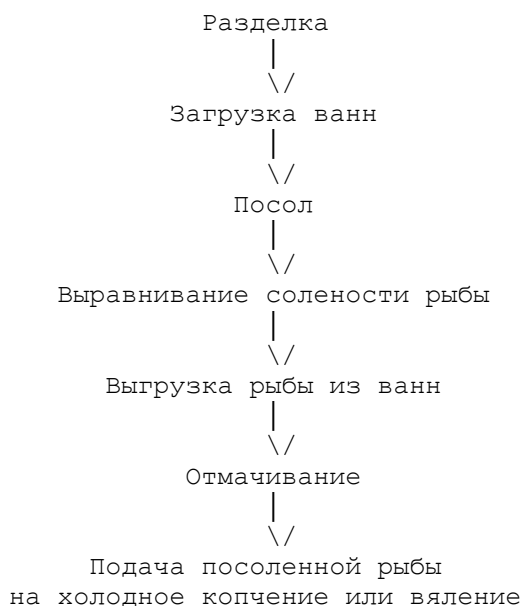 Разделка
|
\/
Загрузка ванн
|
\/
Посол
|
\/
Выравнивание солености рыбы
|
\/
Выгрузка рыбы из ванн
|
\/
Отмачивание
|
\/
Подача посоленной рыбы
на холодное копчение или вяление